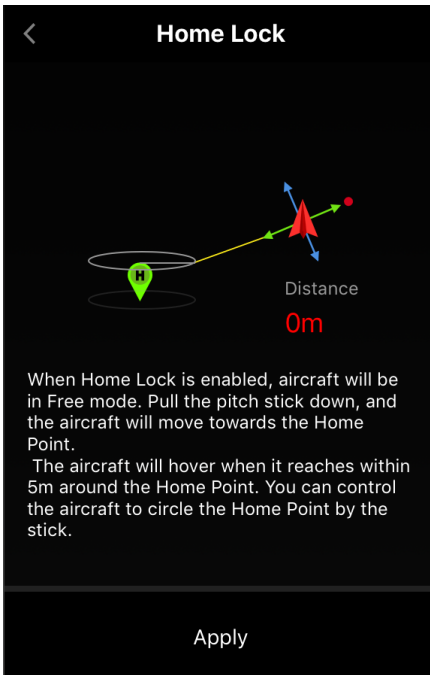 Home Lock
H
Distance
0m
When Home Lock is enabled, aircraft will be
in Free mode. Pull the pitch stick down, and
the aircraft will move towards the Home
Point.
The aircraft will hover when it reaches within
5m around the Home Point. You can control
the aircraft to circle the Home Point by the
stick.
Apply